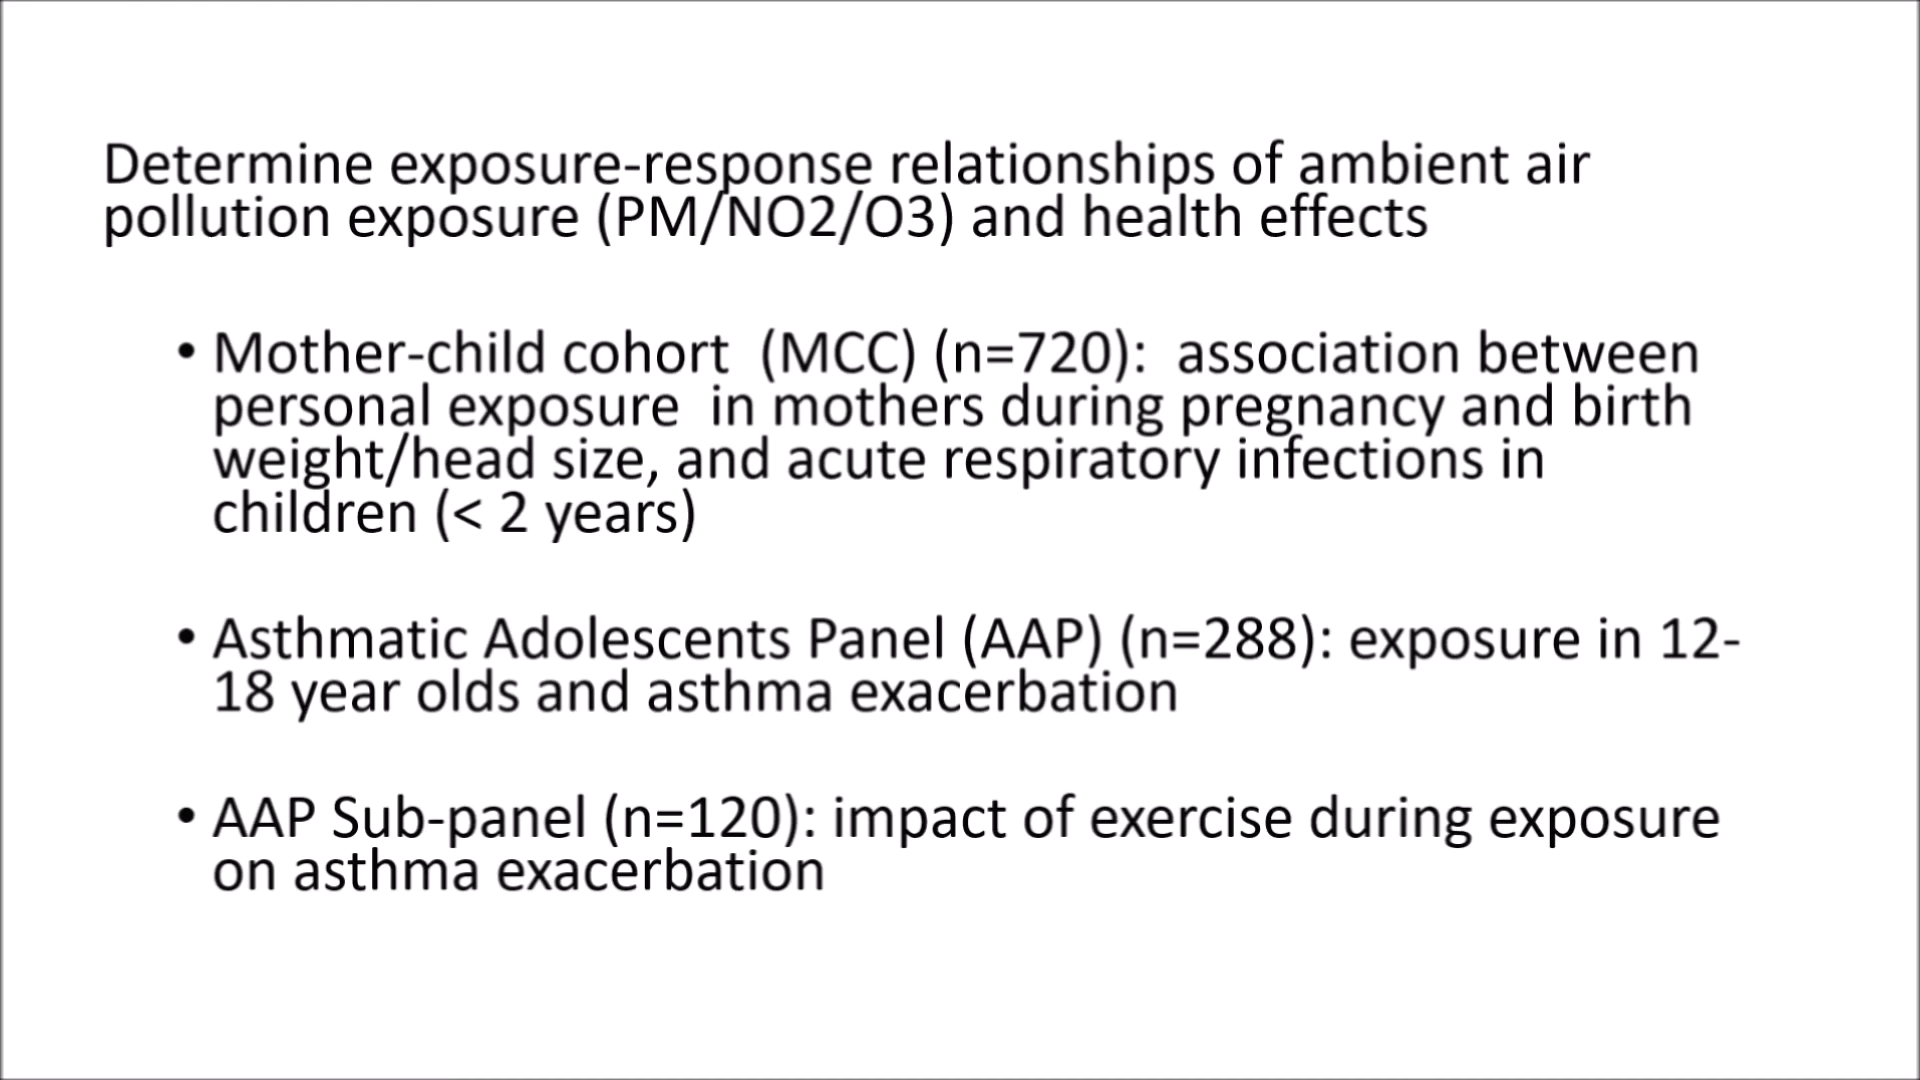 Determine exposure-response relationships of ambient air
pollution exposure (PM/NO2/O3) and health effects
• Mother-child cohort  (MCC) (n=720):  association between
personal exposure  in mothers during pregnancy and birth
weight/head size, and acute respiratory infections in
children (< 2 years)
• Asthmatic Adolescents Panel (AAP) (n=288): exposure in 12-
18 year olds and asthma exacerbation
• AAP Sub-panel (n=120): impact of exercise during exposure
on asthma exacerbation